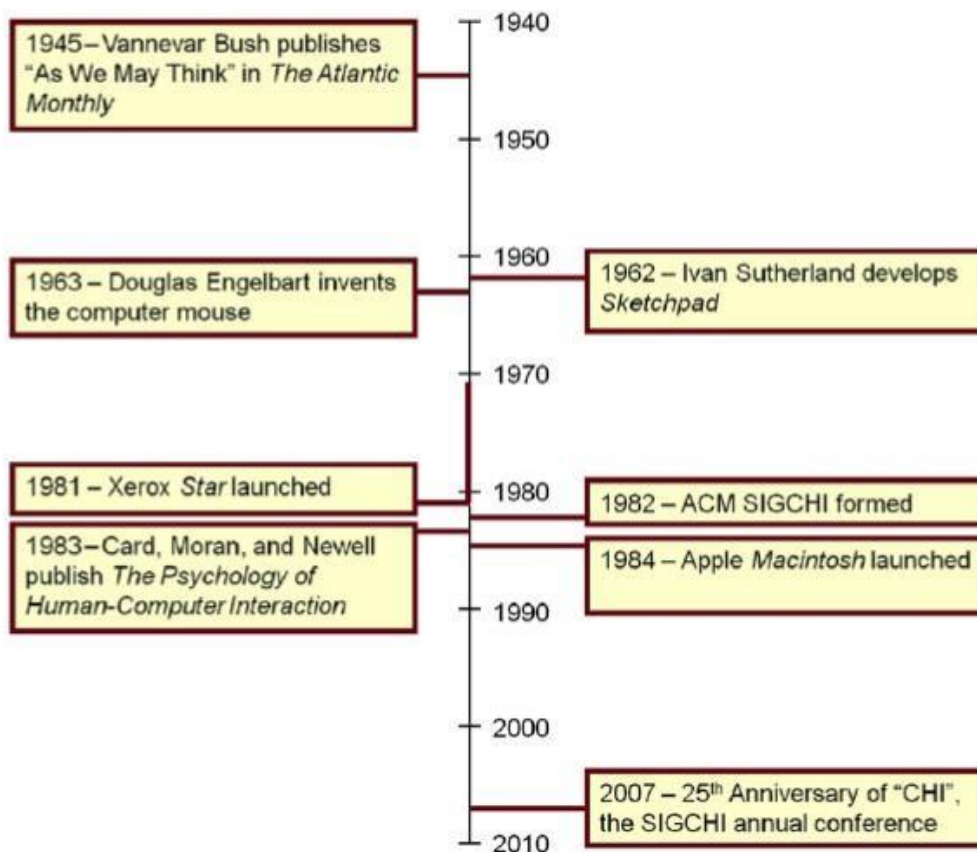 1940
1945–Vannevar Bush publishes
“As We May Think” in The Atlantic
Monthly
1950
1960
1962 – Ivan Sutherland develops
Sketchpad
1963 – Douglas Engelbart invents
the computer mouse
1970
1981 – Xerox Star launched
1980
1982 – ACM SIGCHI formed
1983–Card, Moran, and Newell
publish The Psychology of
Human-Computer Interaction
1984 – Apple Macintosh launched
1990
2000
2007 – 25th Anniversary of “CHI”,
the SIGCHI annual conference
2010